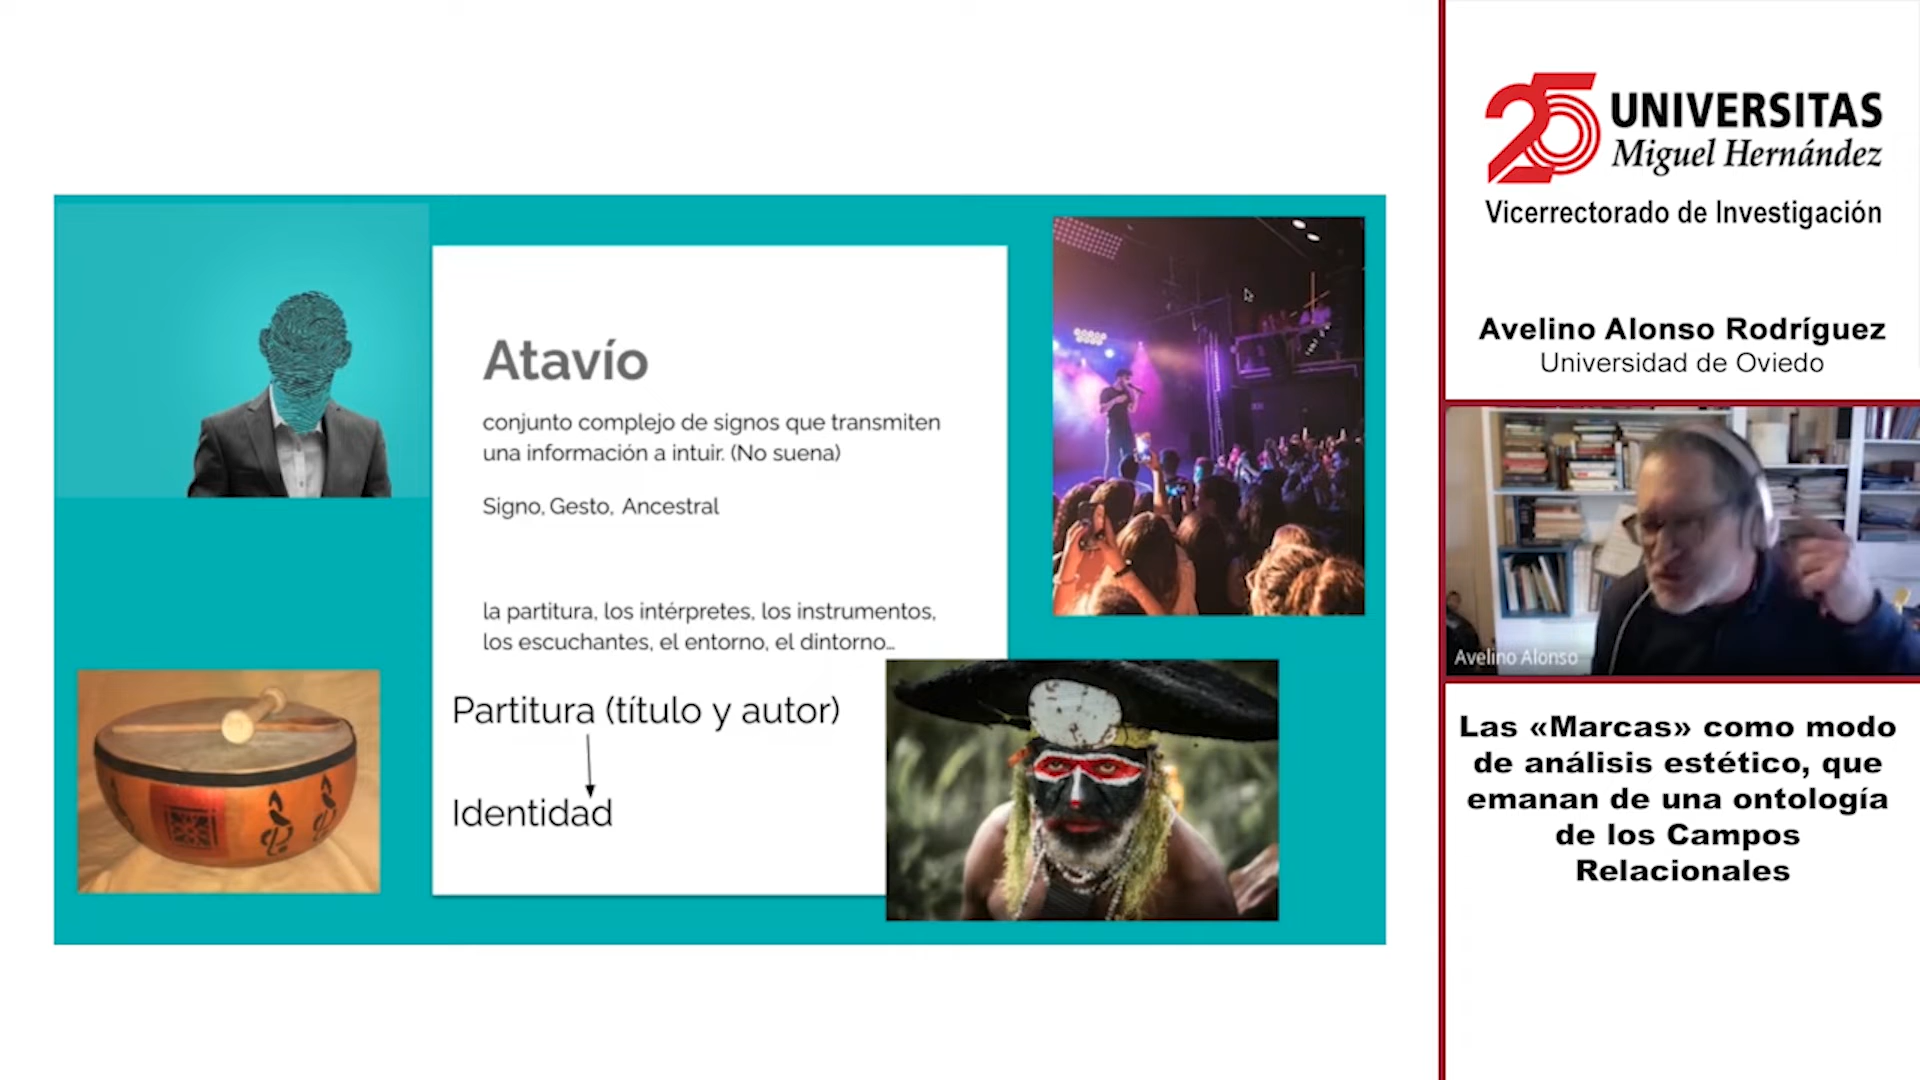 Atavío
conjunto complejo de signos que transmiten
una información a intuir. (No suena)
Signo, Gesto, Ancestral
la partitura, los intérpretes, los instrumentos,
los escuchantes, el entorno, el dintorno...
Partitura (título y autor)
Identidad
25 UNIVERSITAS
Miguel Hernández
Vicerrectorado de Investigación
Avelino Alonso Rodríguez
Universidad de Oviedo
Avelino Alonso
Las «Marcas» como modo
de análisis estético, que
emanan de una ontología
de los Campos
Relacionales